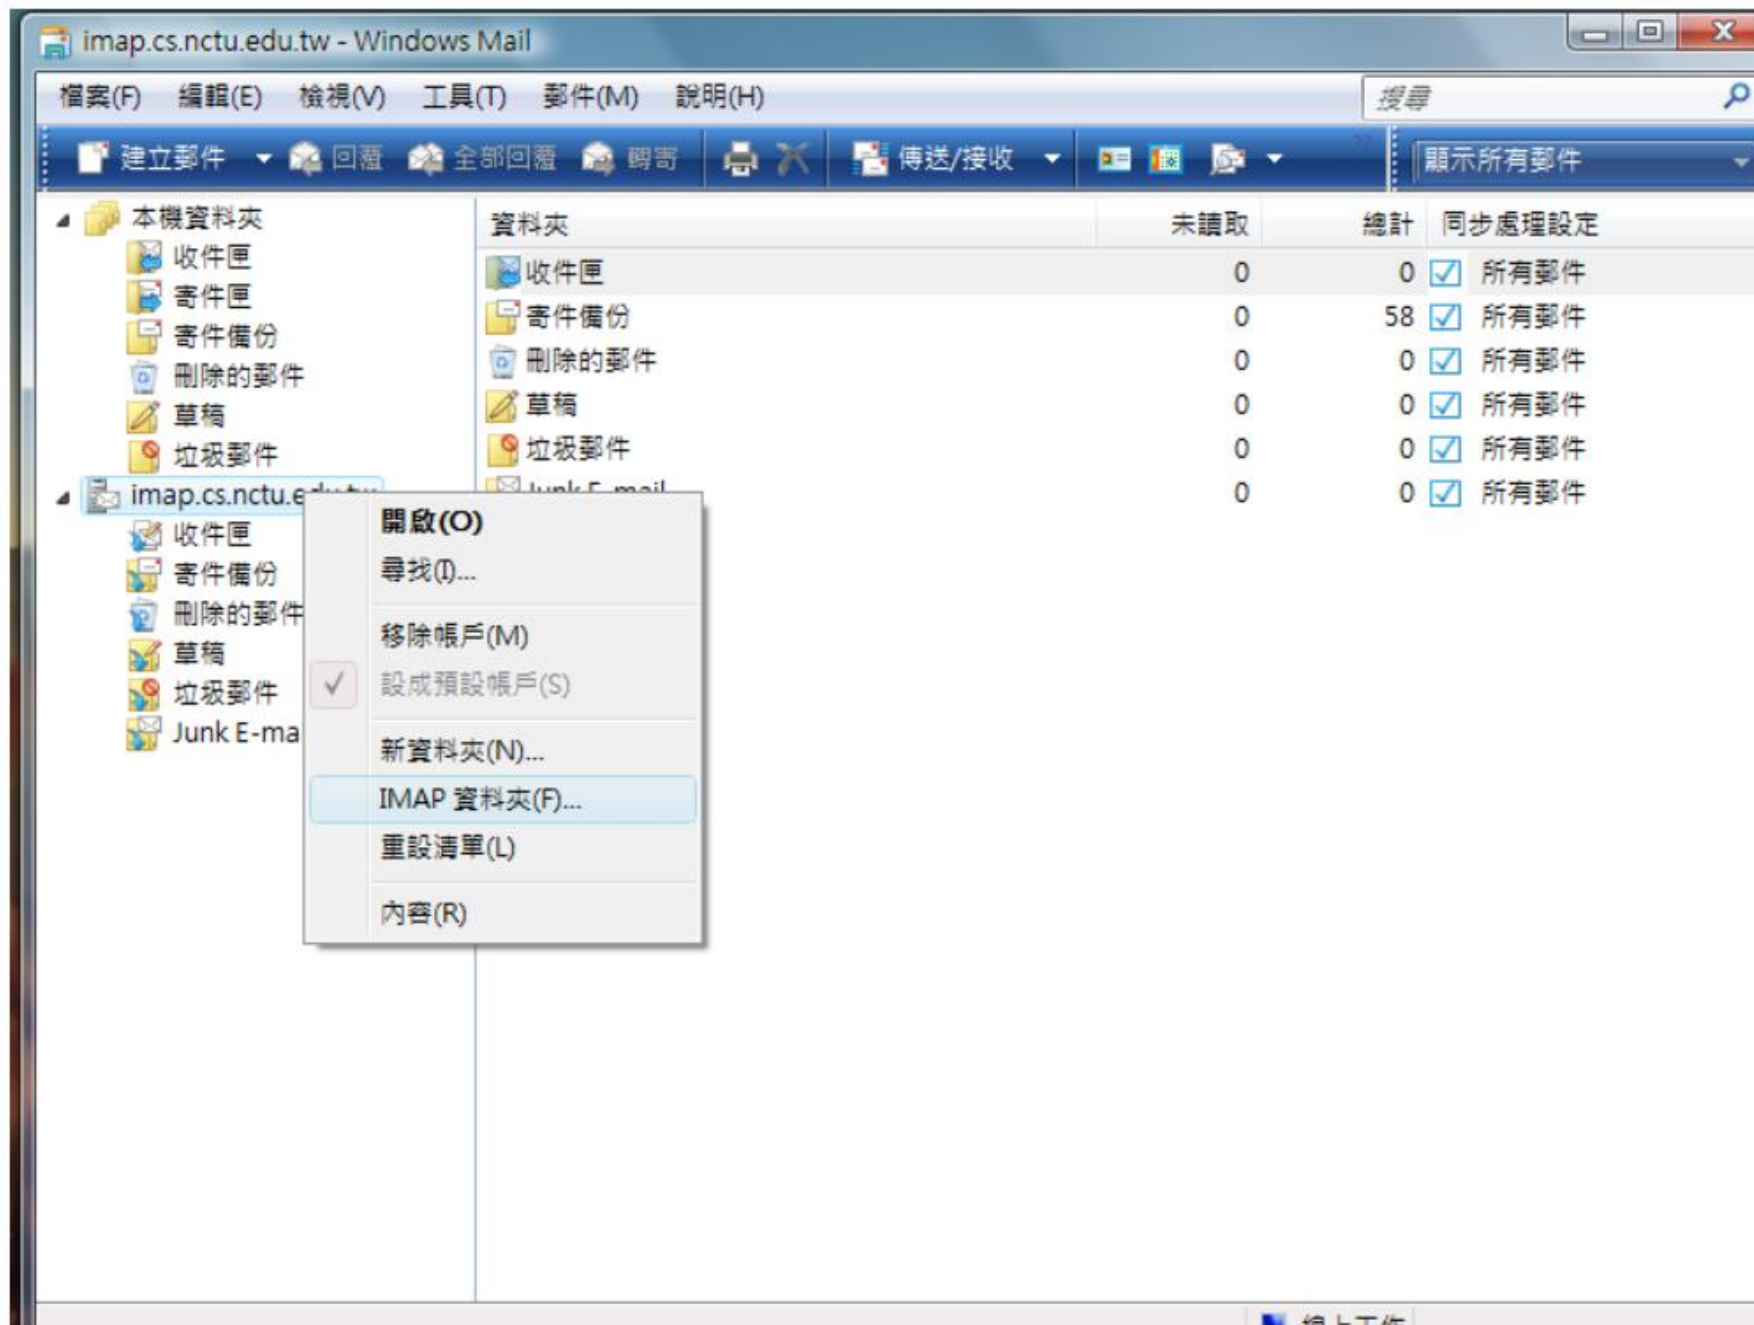 imap.cs.nctu.edu.tw - Windows Mail
檔案(F) 編輯(E) 檢視(V) 工具(T) 郵件(M) 說明(H) 搜尋
建立郵件 回覆 全部回覆 轉寄 傳送/接收 顯示所有郵件
本機資料夾
收件匣
寄件匣
寄件備份
刪除的郵件
草稿
垃圾郵件
imap.cs.nctu.edu.tw
收件匣
寄件備份
刪除的郵件
草稿
垃圾郵件
Junk E-ma
資料夾 未讀取 總計 同步處理設定
收件匣 0 0 所有郵件
寄件備份 0 58 所有郵件
刪除的郵件 0 0 所有郵件
草稿 0 0 所有郵件
垃圾郵件 0 0 所有郵件
Junk E-mail 0 0 所有郵件
開啟(O)
尋找(I)...
移除帳戶(M)
設成預設帳戶(S)
新資料夾(N)...
IMAP 資料夾(F)...
重設清單(L)
內容(R)
線上工作